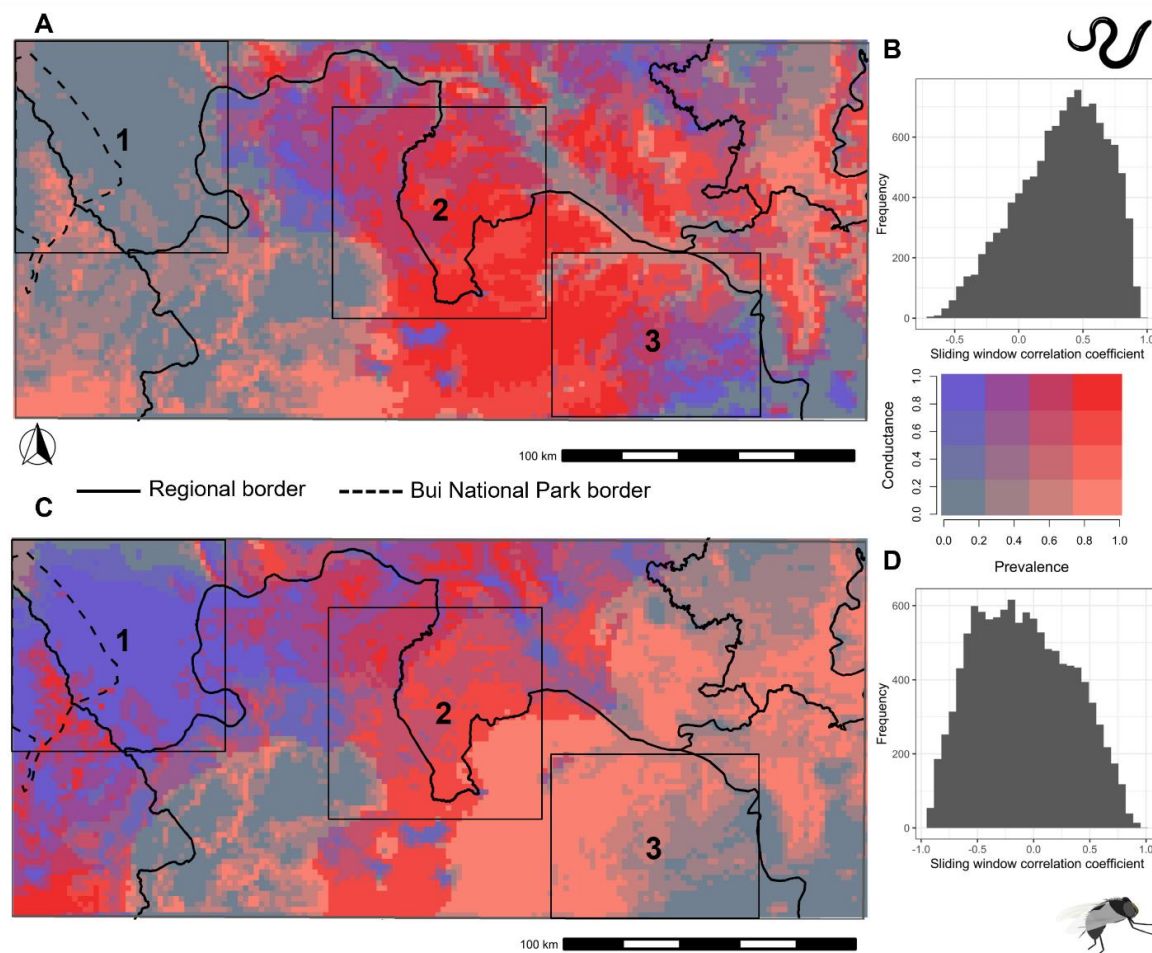 A
1
2
3
100 km
Regional border
Bui National Park border
B
600
400
200
0
Frequency
-0.5
0.0
0.5
1.0
Sliding window correlation coefficient
Conductance
1.0
0.8
0.6
0.4
0.2
0.0
0.0
0.2
0.4
0.6
0.8
1.0
Prevalence
C
1
2
3
100 km
D
600
400
200
0
Frequency
-1.0
-0.5
0.0
0.5
1.0
Sliding window correlation coefficient